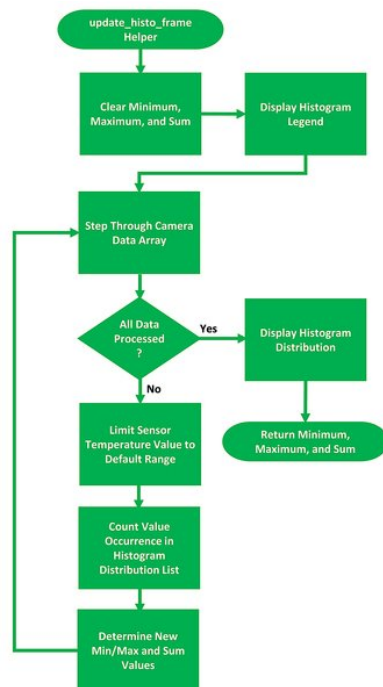 update_histo_frame
Helper
Clear Minimum,
Maximum, and Sum
Display Histogram
Legend
Step Through Camera
Data Array
All Data
Processed
?
Yes
Display Histogram
Distribution
No
Limit Sensor
Temperature Value to
Default Range
Return Minimum,
Maximum, and Sum
Count Value
Occurrence in
Histogram
Distribution List
Determine New
Min/Max and Sum
Values